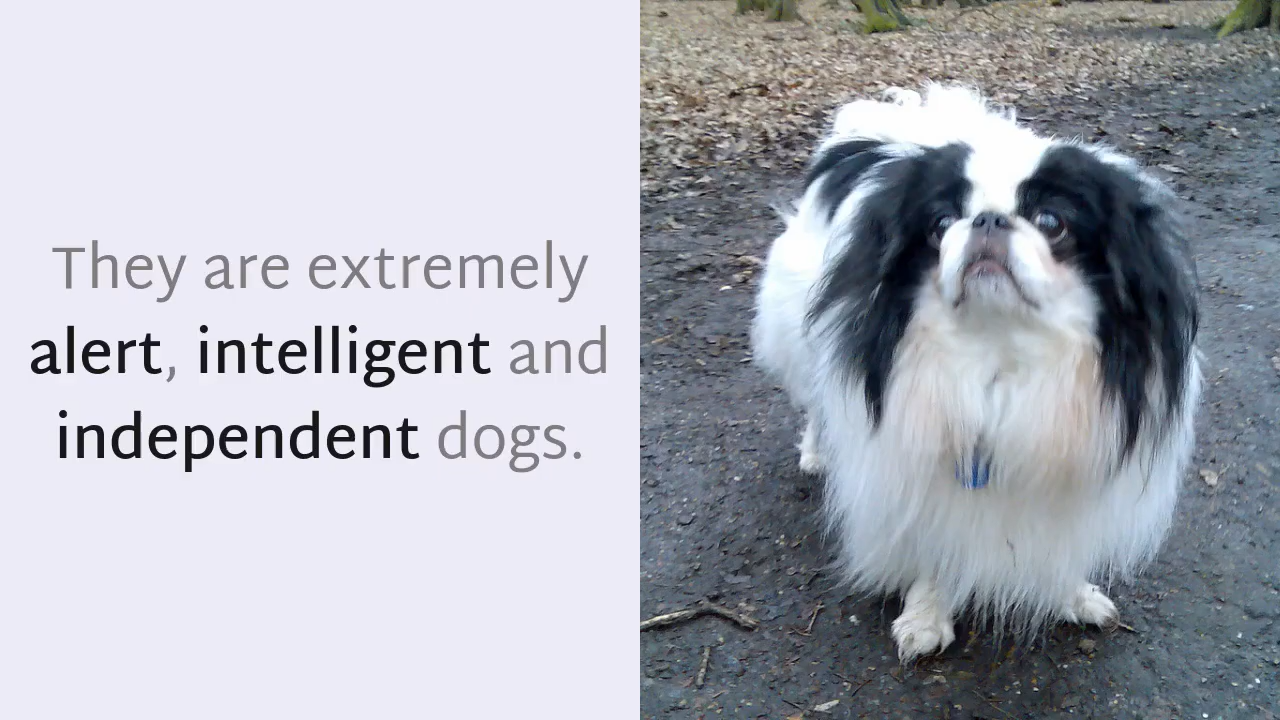 They are extremely
alert, intelligent and
independent dogs.